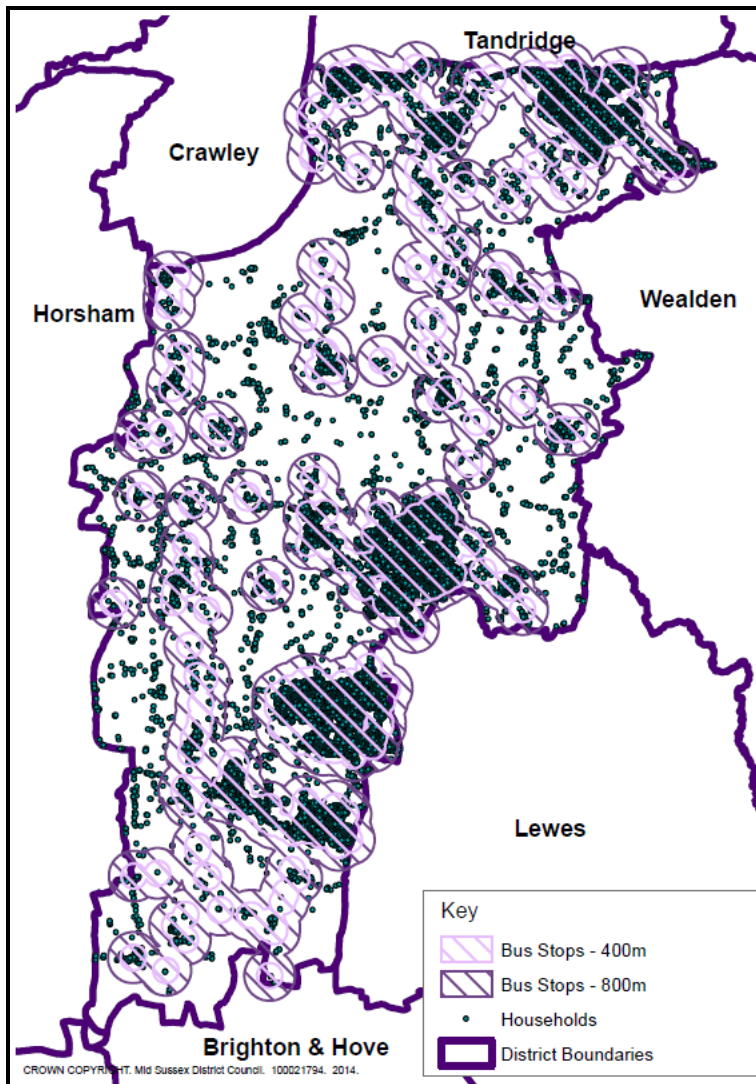 Tandridge
Crawley
Horsham
Wealden
Lewes
Key
Bus Stops - 400m
Bus Stops - 800m
Households
District Boundaries
Brighton & Hove
CROWN COPYRIGHT. Mid Sussex District Council. 100021794. 2014.